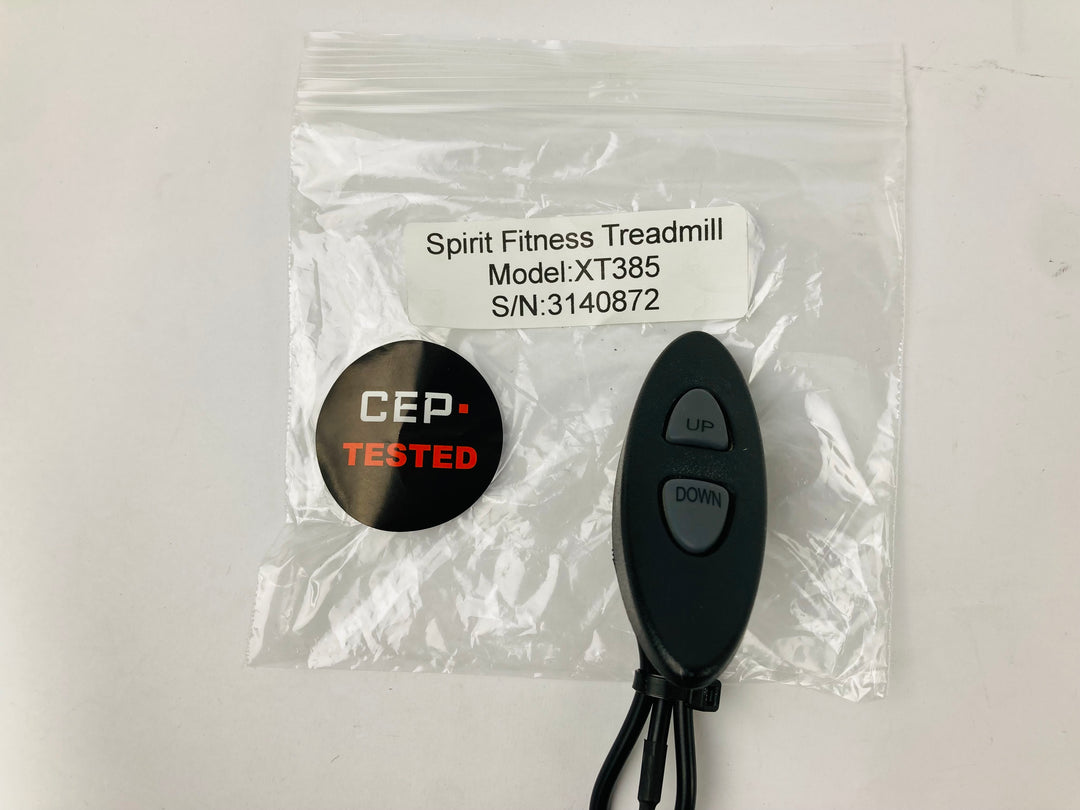 Spirit Fitness Treadmill
Model:XT385
S/N:3140872
CEP
TESTED
UP
DOWN